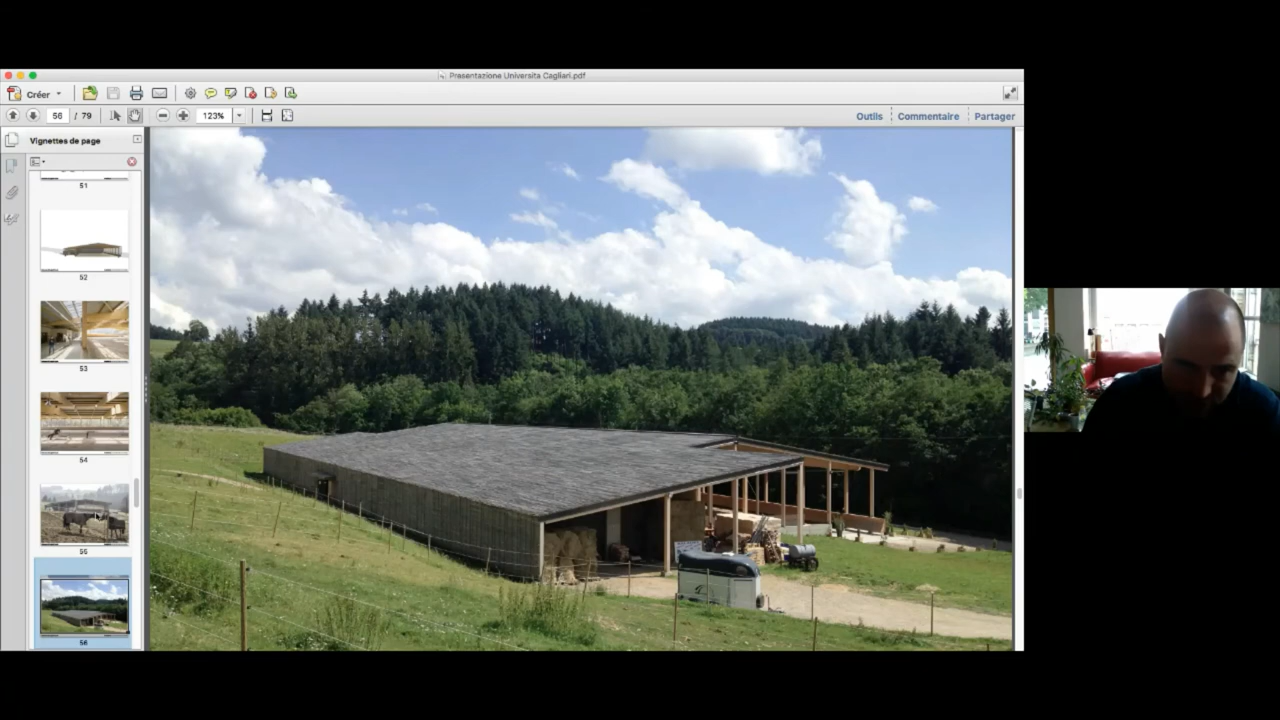 Presentazione Universita Cagliari.pdf
Créer
56 / 79
123%
Outils
Commentaire
Partager
Vignettes de page
51
52
53
54
55
56